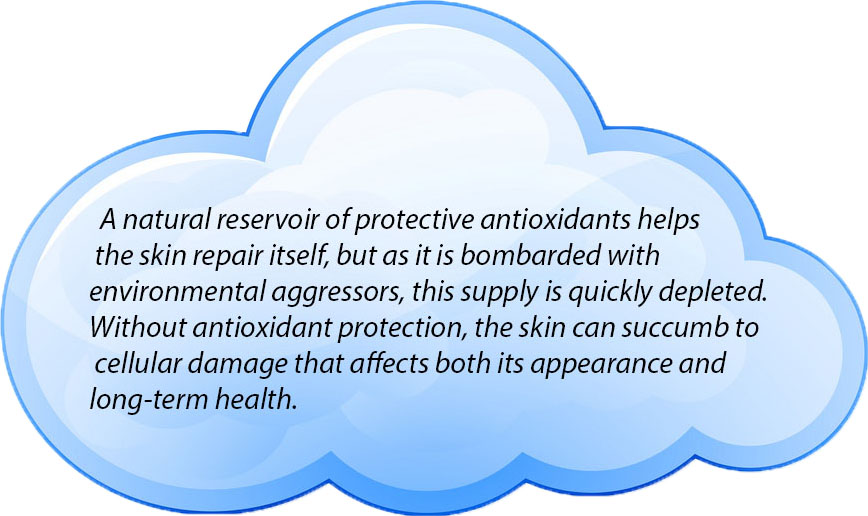 A natural reservoir of protective antioxidants helps
the skin repair itself, but as it is bombarded with
environmental aggressors, this supply is quickly depleted.
Without antioxidant protection, the skin can succumb to
cellular damage that affects both its appearance and
long-term health.